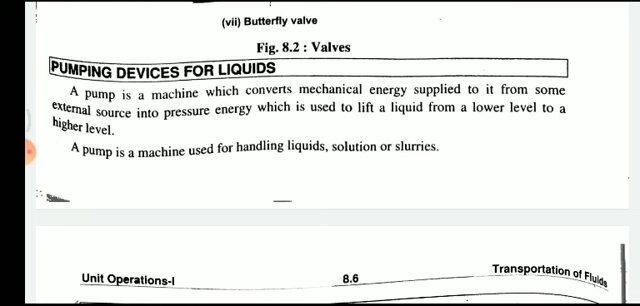 (vii) Butterfly valve
Fig. 8.2 : Valves
PUMPING DEVICES FOR LIQUIDS
A pump is a machine which converts mechanical energy supplied to it from some
external source into pressure energy which is used to lift a liquid from a lower level to a
higher level.
A pump is a machine used for handling liquids, solution or slurries.
Unit Operations-I 8.6 Transportation of Fluids